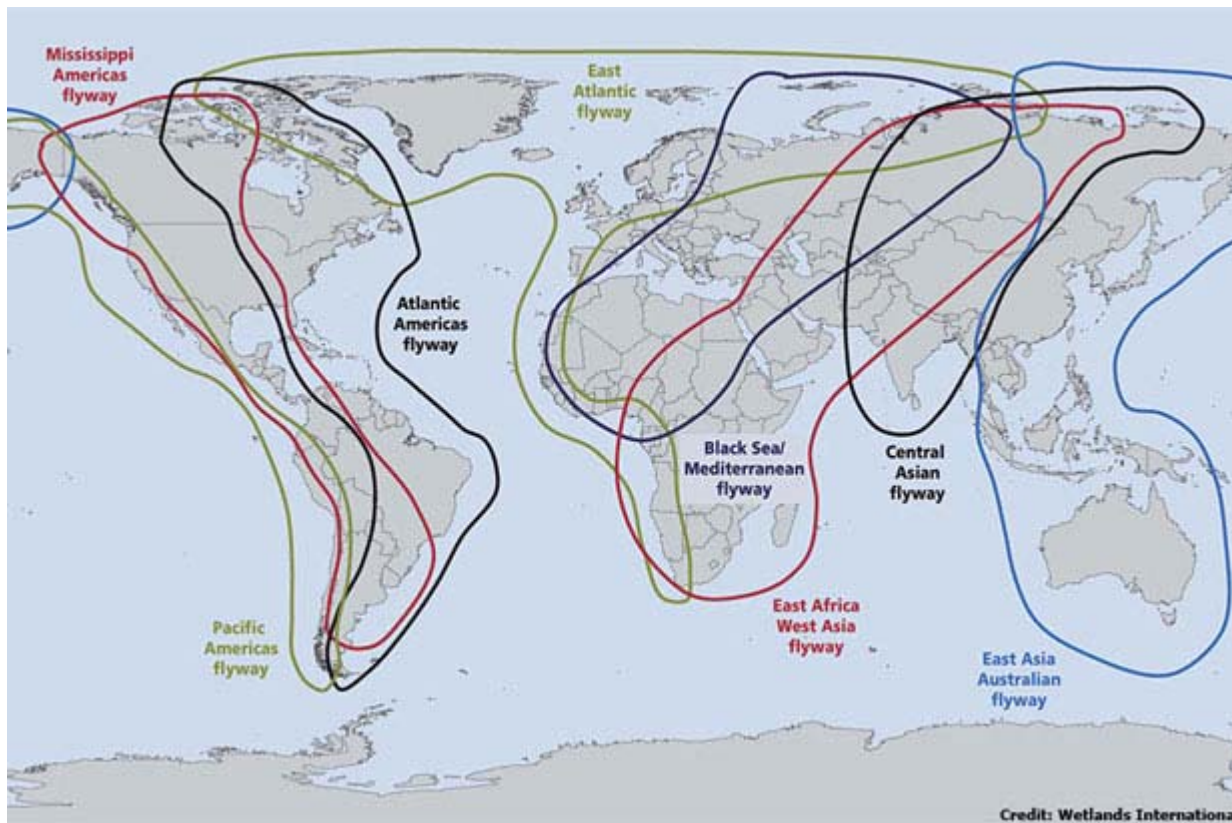 Mississippi
Americas
flyway
East
Atlantic
flyway
Atlantic
Americas
flyway
Black Sea/
Mediterranean
flyway
Central
Asian
flyway
Pacific
Americas
flyway
East Africa
West Asia
flyway
East Asia
Australian
flyway
Credit: Wetlands Internationa